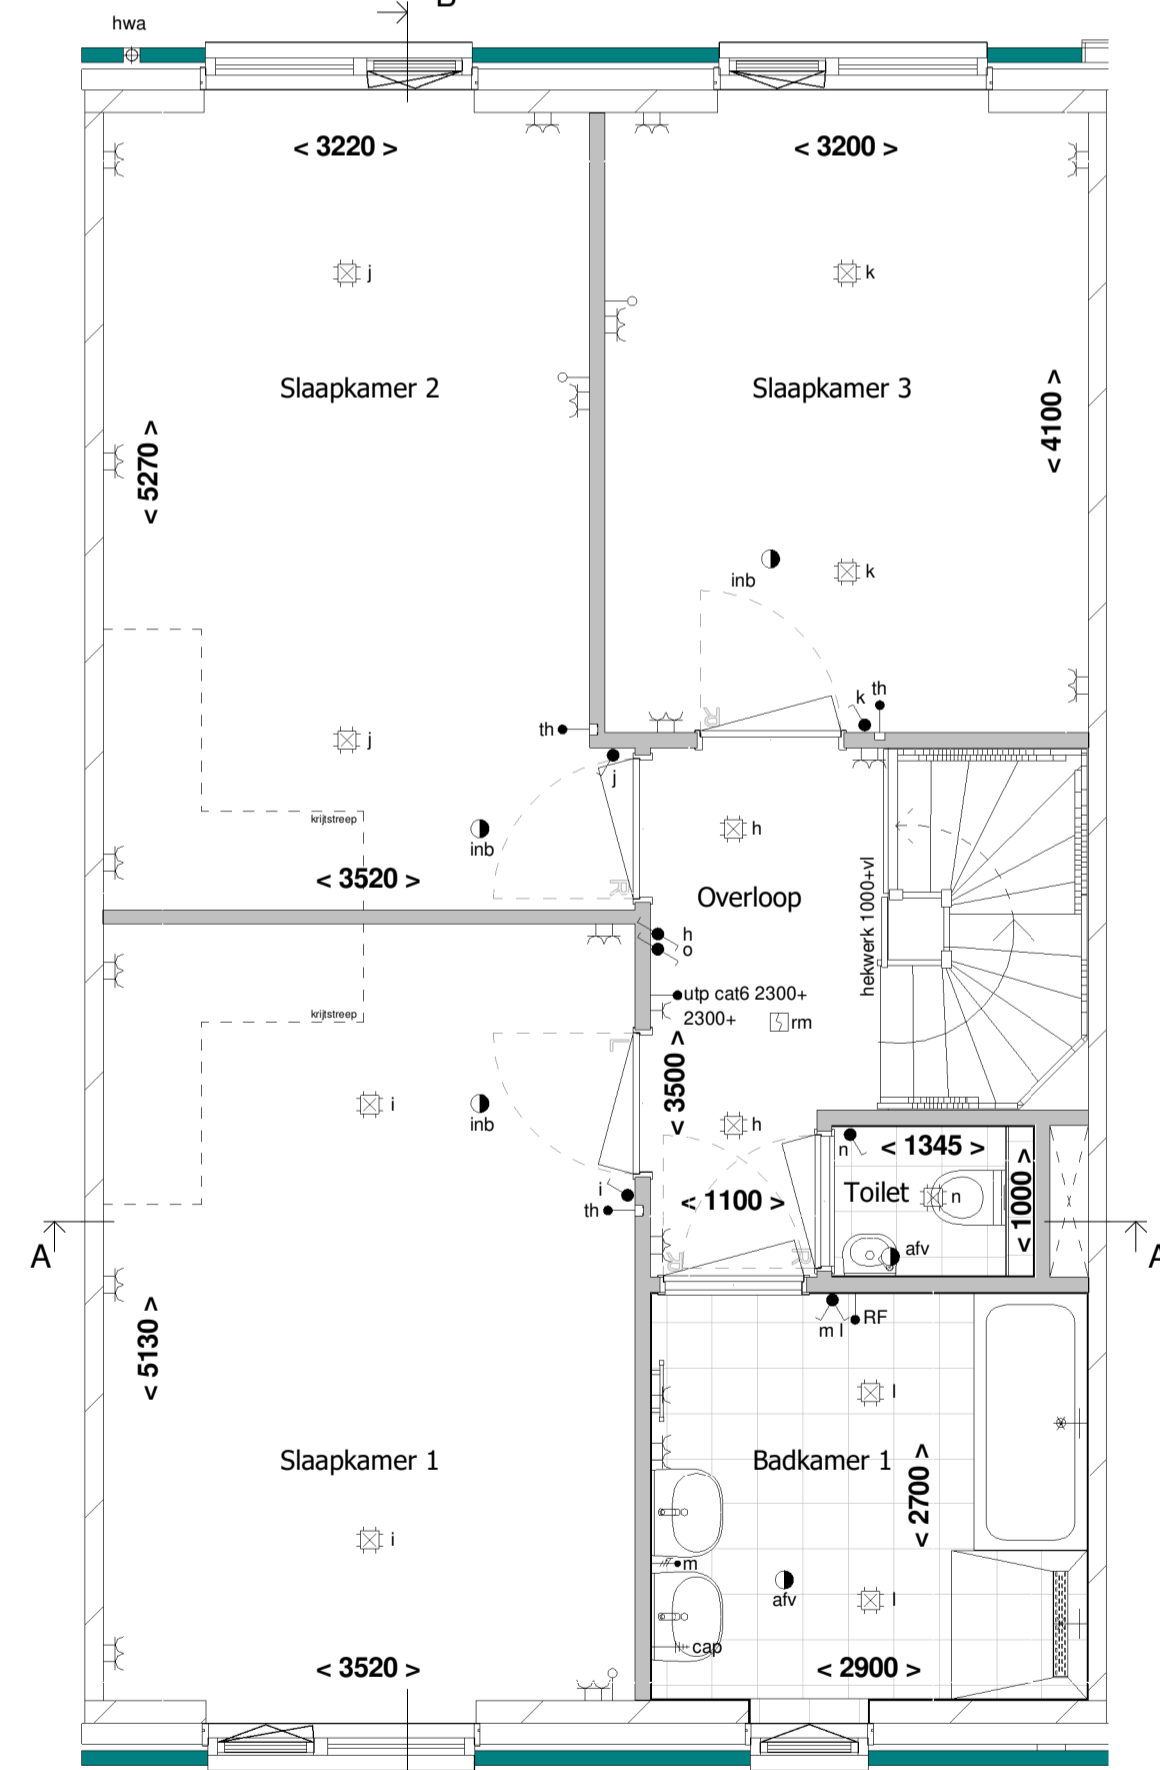 hwa
< 3220 >
< 3200 >
j
k
Slaapkamer 2
Slaapkamer 3
< 4100 >
< 5270 >
inb
k
k
th
R
th
j
j
krijtstreep
h
inb
< 3520 >
R
Overloop
hekwerk 1000+vl
h
o
utp cat6 2300+
2300+
rm
krijtstreep
L
< 3500 >
i
inb
h
n
< 1345 >
i
th
< 1100 >
Toilet
n
< 1000 >
A
A
afv
R
R
m l
RF
< 5130 >
l
Slaapkamer 1
Badkamer 1
< 2700 >
i
m
afv
l
cap
< 3520 >
< 2900 >